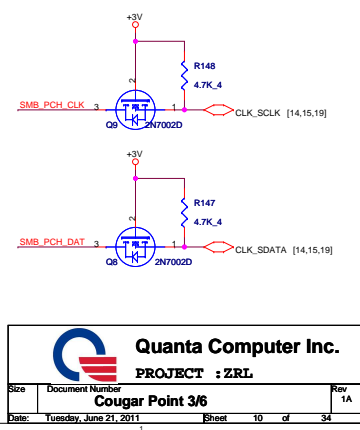 +3V
R148
4.7K_4
2
SMB_PCH_CLK 3 1 CLK_SCLK [14,15,19]
Q9 2N7002D
+3V
R147
4.7K_4
2
SMB_PCH_DAT 3 1 CLK_SDATA [14,15,19]
Q8 2N7002D
Quanta Computer Inc.
PROJECT : ZRL
Size Document Number Rev
Cougar Point 3/6 1A
Date: Tuesday, June 21, 2011 Sheet 10 of 34
1